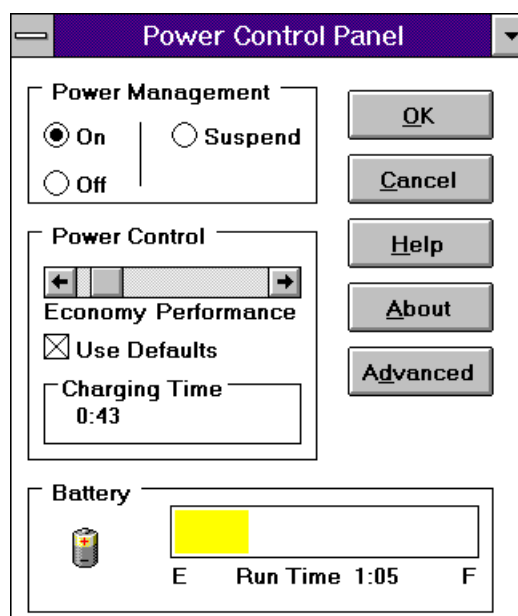 Power Control Panel
Power Management
On
Suspend
Off
OK
Cancel
Help
About
Advanced
Power Control
Economy Performance
Use Defaults
Charging Time
0:43
Battery
E Run Time 1:05 F